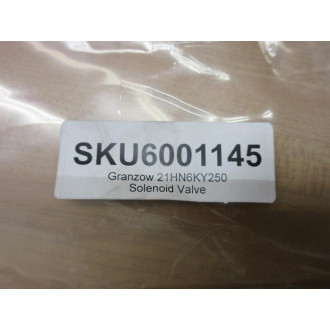 SKU6001145
Granzow 21HN6KY250
Solenoid Valve